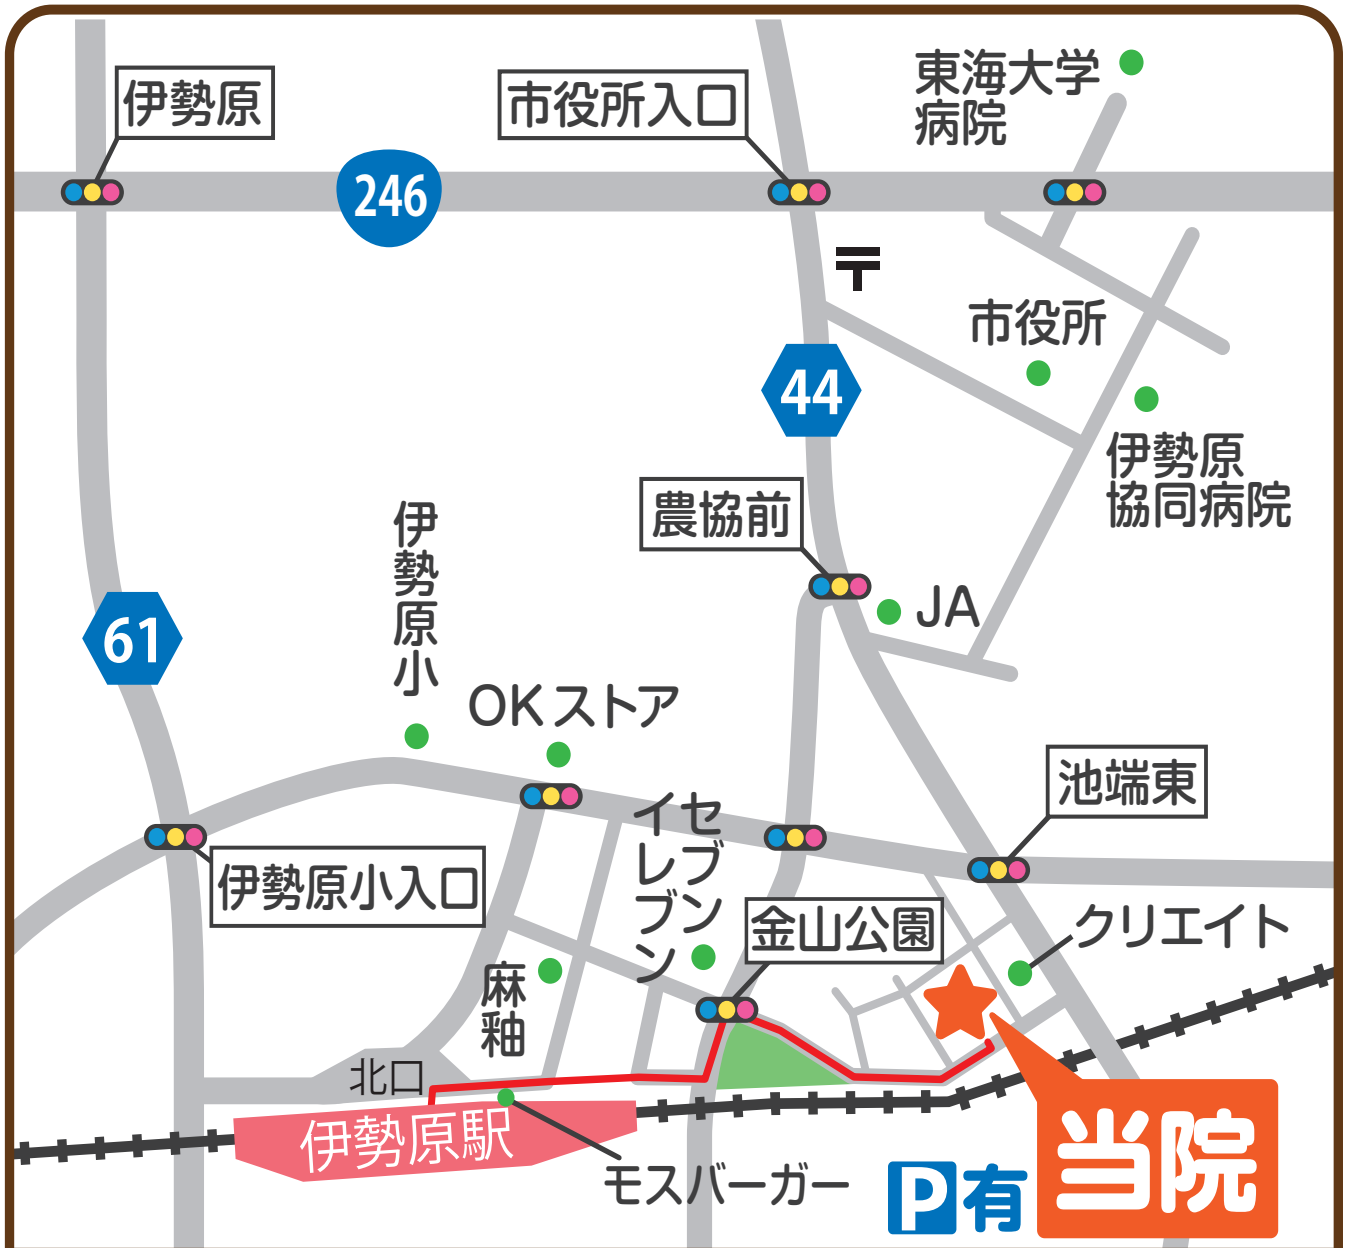 伊勢原
市役所入口
東海大学
病院
246
〒
市役所
44
伊勢原
協同病院
農協前
伊勢原小
JA
61
OKストア
池端東
セブン
イレブン
伊勢原小入口
金山公園
クリエイト
麻釉
北口
伊勢原駅
モスバーガー
P有
当院